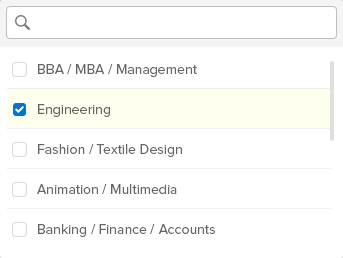 BBA / MBA / Management
Engineering
Fashion / Textile Design
Animation / Multimedia
Banking / Finance / Accounts